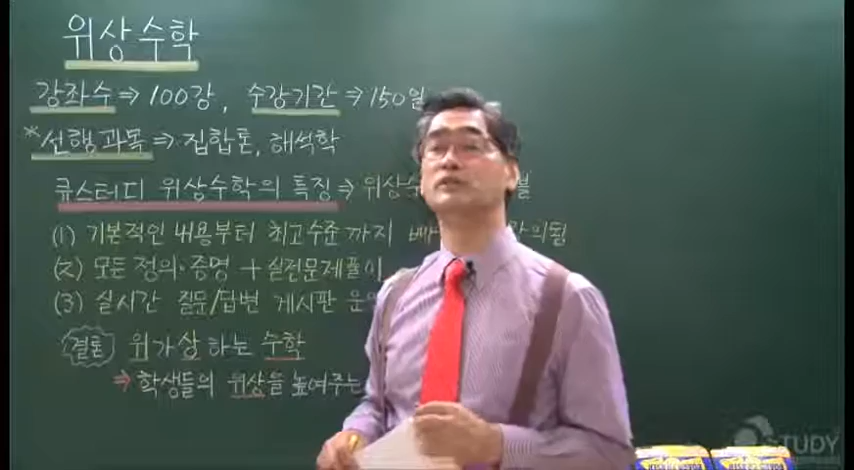 위상수학
강좌수 ⇒ 100강, 수강기간 ⇒ 150일
*선행과목 ⇒ 집합론, 해석학
큐스터디 위상수학의 특징 ⇒
(1) 기본적인 내용부터 최고수준까지
(2) 모든 정의·증명 + 실전문제풀이
(3) 실시간 질문/답변 게시판
결론 위가상하는 수학
⇒ 학생들의 위상을 높여주는
STUDY